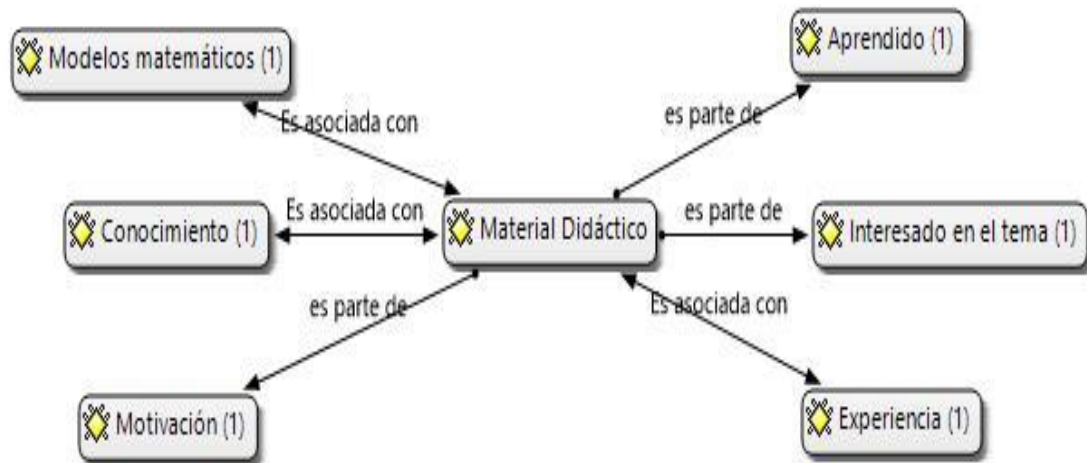 Modelos matemáticos (1)
Aprendido (1)
Es asociada con
es parte de
Conocimiento (1)
Es asociada con
Material Didáctico
es parte de
Interesado en el tema (1)
es parte de
Es asociada con
Motivación (1)
Experiencia (1)